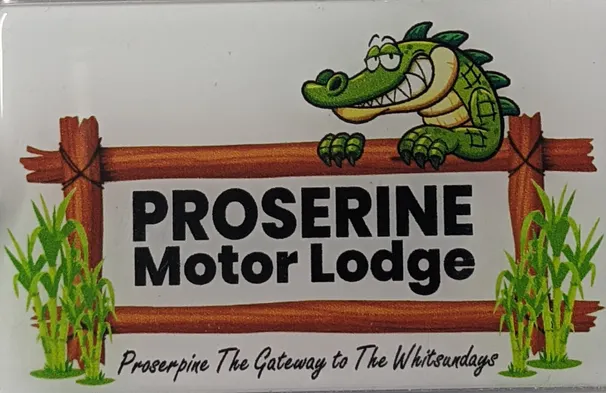 PROSERINE
Motor Lodge
Proserpine The Gateway to The Whitsundays